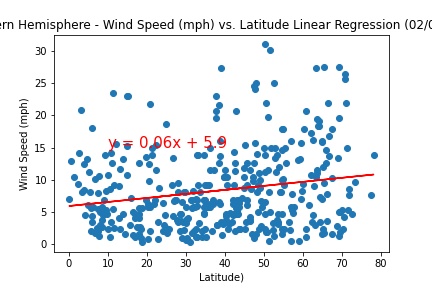 ern Hemisphere - Wind Speed (mph) vs. Latitude Linear Regression (02/0
30
25
20
15
10
5
0
Wind Speed (mph)
y = 0.06x + 5.9
0 10 20 30 40 50 60 70 80
Latitude)